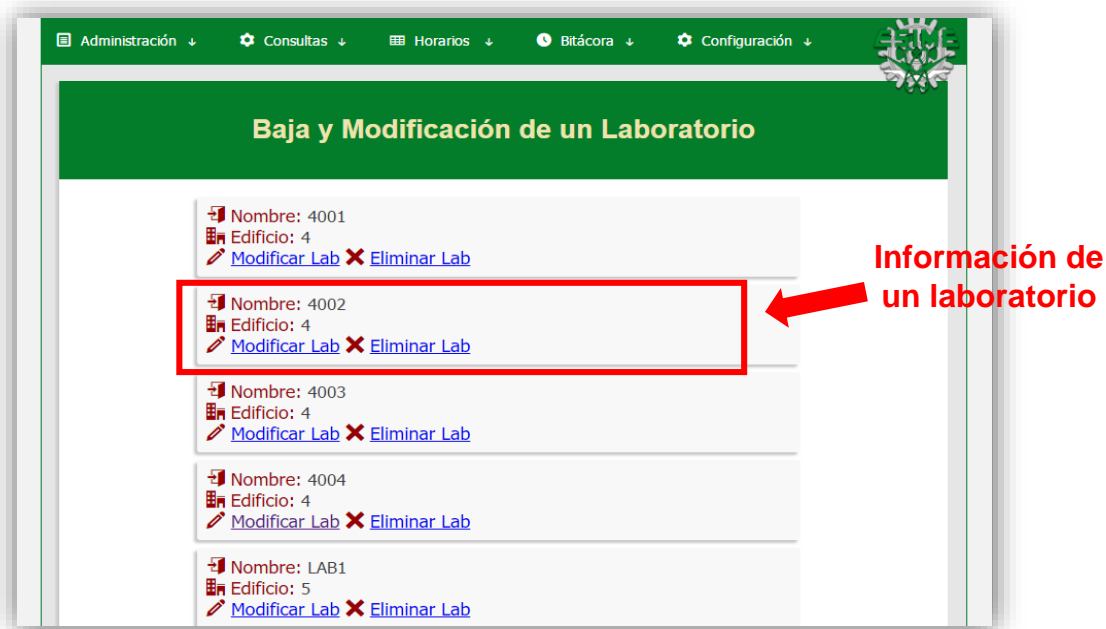 Administración ↓ Consultas ↓ Horarios ↓ Bitácora ↓ Configuración ↓
Baja y Modificación de un Laboratorio
Nombre: 4001
Edificio: 4
Modificar Lab Eliminar Lab
Nombre: 4002
Edificio: 4
Modificar Lab Eliminar Lab
Información de
un laboratorio
Nombre: 4003
Edificio: 4
Modificar Lab Eliminar Lab
Nombre: 4004
Edificio: 4
Modificar Lab Eliminar Lab
Nombre: LAB1
Edificio: 5
Modificar Lab Eliminar Lab